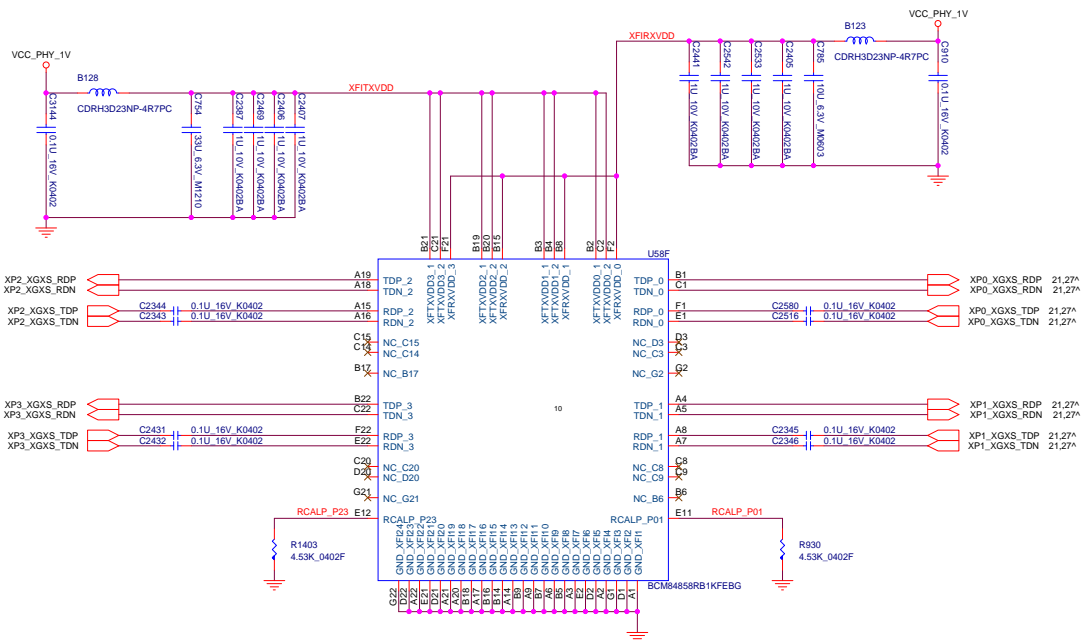 VCC_PHY_1V
B123
XFIRXVDD
CDRH3D23NP-4R7PC
C2441
1U_10V_K0402BA
C2542
1U_10V_K0402BA
C2533
1U_10V_K0402BA
C2405
1U_10V_K0402BA
C785
10U_6.3V_M0603
C910
0.1U_16V_K0402
VCC_PHY_1V
B128
XFITXVDD
CDRH3D23NP-4R7PC
C3144
0.1U_16V_K0402
C754
33U_6.3V_M1210
C2387
1U_10V_K0402BA
C2469
1U_10V_K0402BA
C2406
1U_10V_K0402BA
C2407
1U_10V_K0402BA
B21
C21
F21
B19
B20
B15
B3
B4
B8
B2
C2
F2
U58F
XFTXVDD3_1
XFTXVDD3_2
XFRXVDD_3
XFTXVDD2_1
XFTXVDD2_2
XFRXVDD_2
XFTXVDD1_1
XFTXVDD1_2
XFRXVDD_1
XFTXVDD0_1
XFTXVDD0_2
XFRXVDD_0
XP2_XGXS_RDP A19 TDP_2
XP2_XGXS_RDN A18 TDN_2
XP2_XGXS_TDP C2344 0.1U_16V_K0402 A15 RDP_2
XP2_XGXS_TDN C2343 0.1U_16V_K0402 A16 RDN_2
C15 NC_C15
C14 NC_C14
B17 NC_B17
XP3_XGXS_RDP B22 TDP_3
XP3_XGXS_RDN C22 TDN_3
XP3_XGXS_TDP C2431 0.1U_16V_K0402 F22 RDP_3
XP3_XGXS_TDN C2432 0.1U_16V_K0402 E22 RDN_3
C20 NC_C20
D20 NC_D20
G21 NC_G21
RCALP_P23 E12 RCALP_P23
R1403
4.53K_0402F
10
TDP_0 B1 XP0_XGXS_RDP 21,27^
TDN_0 C1 XP0_XGXS_RDN 21,27^
RDP_0 F1 C2580 0.1U_16V_K0402 XP0_XGXS_TDP 21,27^
RDN_0 E1 C2516 0.1U_16V_K0402 XP0_XGXS_TDN 21,27^
NC_D3 D3
NC_C3 C3
NC_G2 G2
TDP_1 A4 XP1_XGXS_RDP 21,27^
TDN_1 A5 XP1_XGXS_RDN 21,27^
RDP_1 A8 C2345 0.1U_16V_K0402 XP1_XGXS_TDP 21,27^
RDN_1 A7 C2346 0.1U_16V_K0402 XP1_XGXS_TDN 21,27^
NC_C8 C8
NC_C9 C9
NC_B6 B6
RCALP_P01 E11 RCALP_P01
R930
4.53K_0402F
GND_XFI24
GND_XFI23
GND_XFI22
GND_XFI21
GND_XFI20
GND_XFI19
GND_XFI18
GND_XFI17
GND_XFI16
GND_XFI15
GND_XFI14
GND_XFI13
GND_XFI12
GND_XFI11
GND_XFI10
GND_XFI9
GND_XFI8
GND_XFI7
GND_XFI6
GND_XFI5
GND_XFI4
GND_XFI3
GND_XFI2
GND_XFI1
BCM84858RB1KFEBG
G22
D22
A22
E21
D21
A21
A20
B18
A17
B16
B14
A14
B9
A9
B7
A6
B5
A3
E2
D2
A2
G1
D1
A1